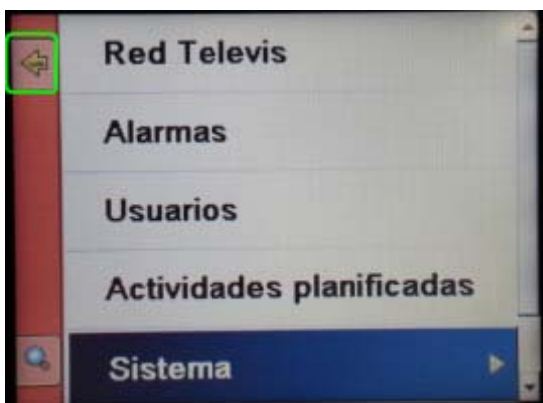 Red Televis
Alarmas
Usuarios
Actividades planificadas
Sistema